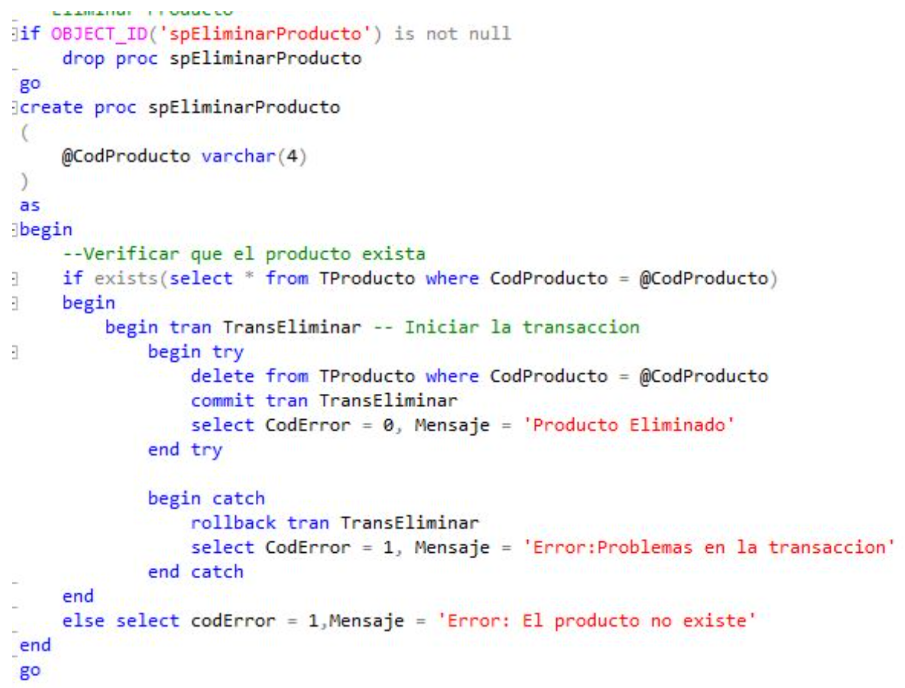 if OBJECT_ID('spEliminarProducto') is not null
drop proc spEliminarProducto
go
create proc spEliminarProducto
(
@CodProducto varchar(4)
)
as
begin
--Verificar que el producto exista
if exists(select * from TProducto where CodProducto = @CodProducto)
begin
begin tran TransEliminar -- Iniciar la transaccion
begin try
delete from TProducto where CodProducto = @CodProducto
commit tran TransEliminar
select CodError = 0, Mensaje = 'Producto Eliminado'
end try
begin catch
rollback tran TransEliminar
select CodError = 1, Mensaje = 'Error:Problemas en la transaccion'
end catch
end
else select codError = 1,Mensaje = 'Error: El producto no existe'
end
go